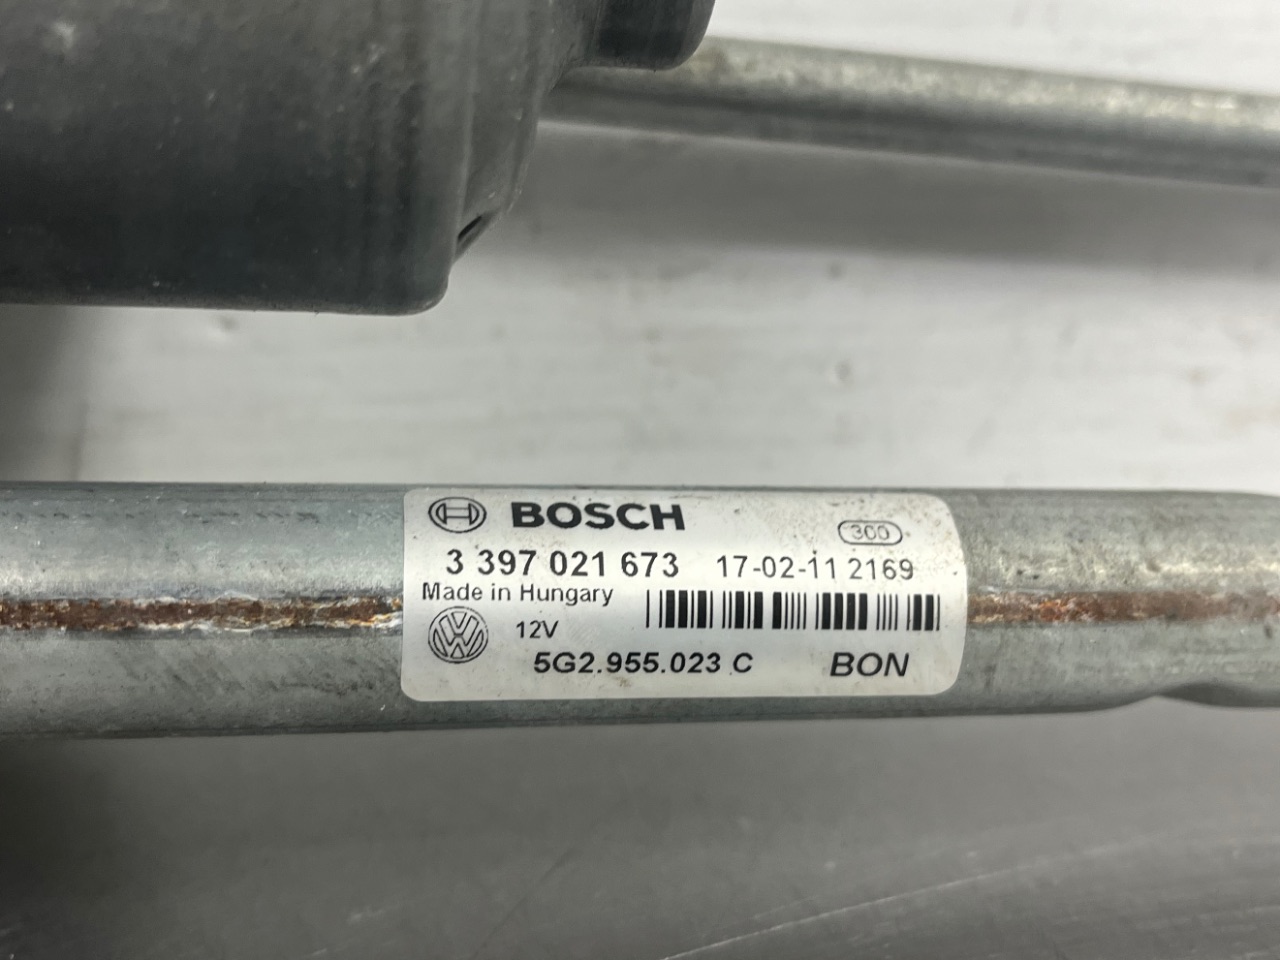 BOSCH
300
3 397 021 673 17-02-11 2169
Made in Hungary
12V
5G2.955.023 C BON